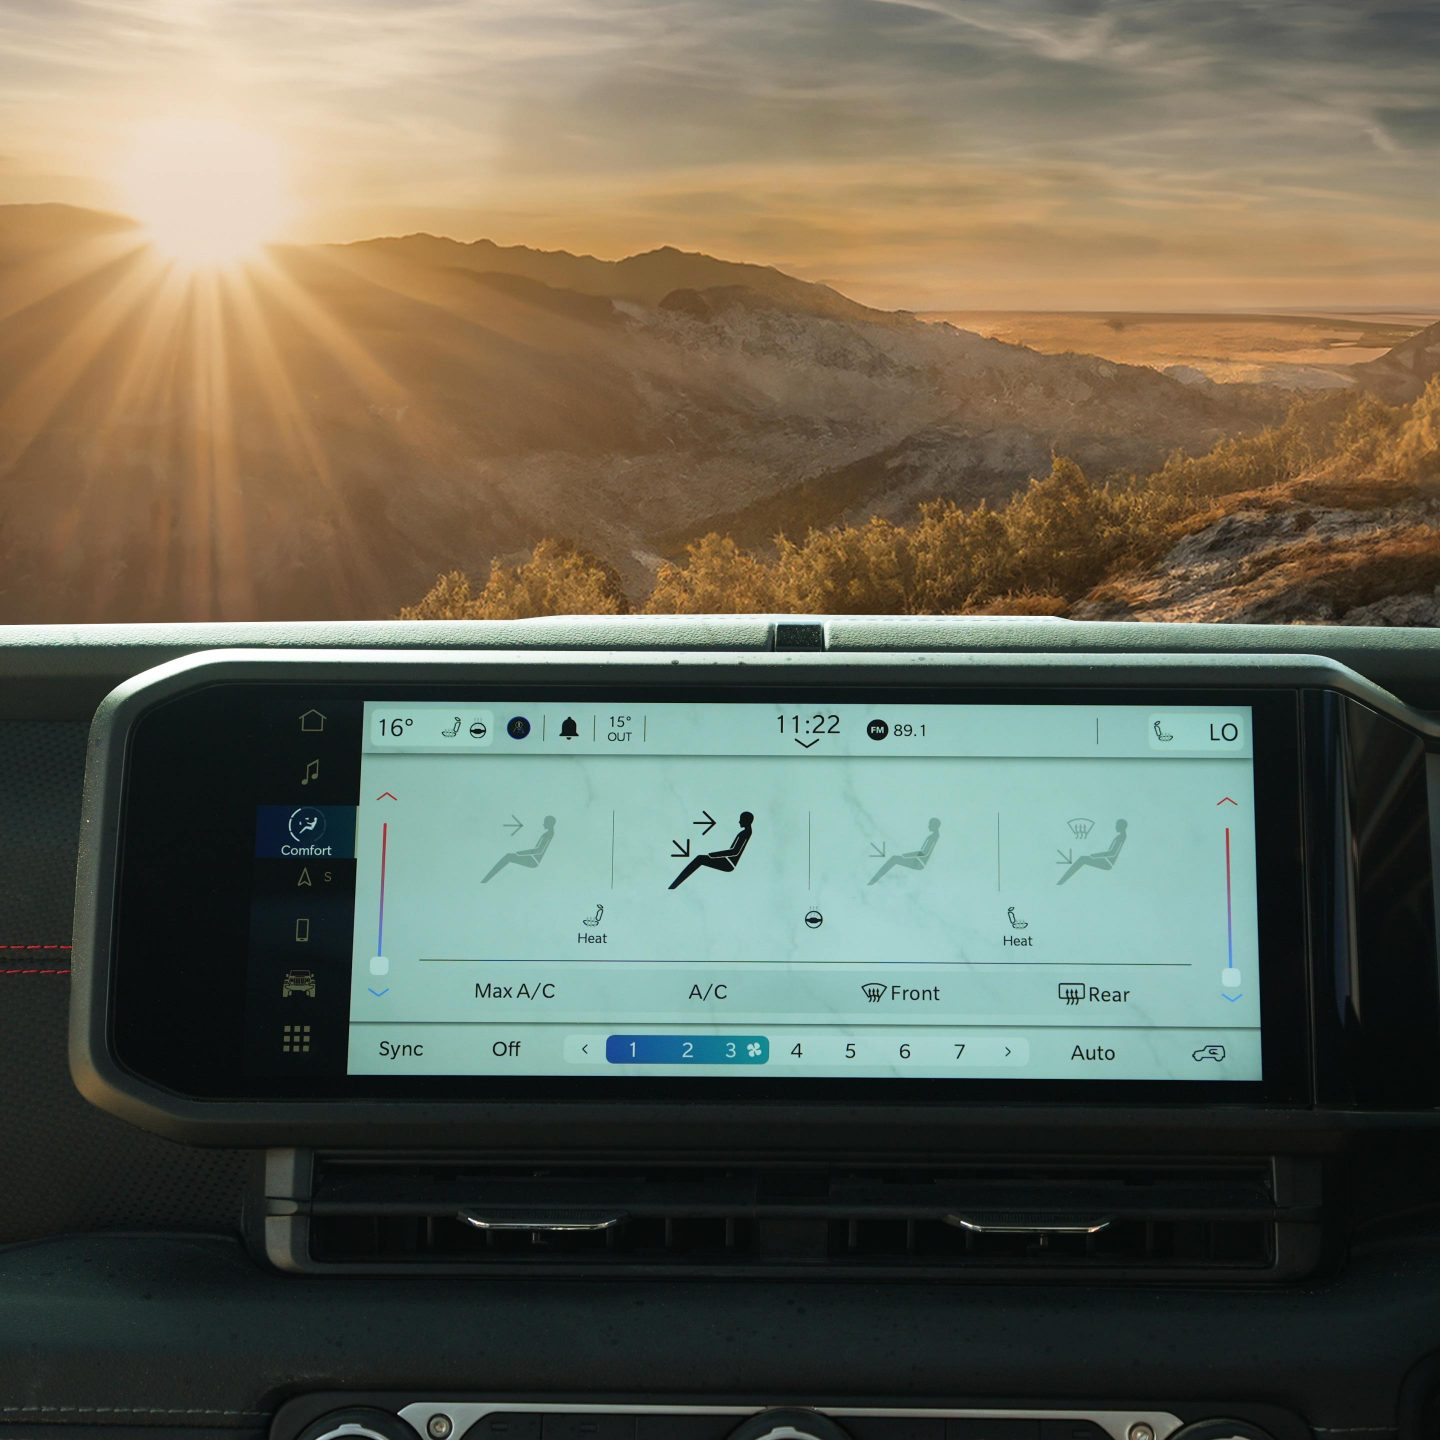 16° 15° OUT 11:22 FM 89.1 LO
Comfort
S
Heat Heat
Max A/C A/C Front Rear
Sync Off < 1 2 3 4 5 6 7 > Auto